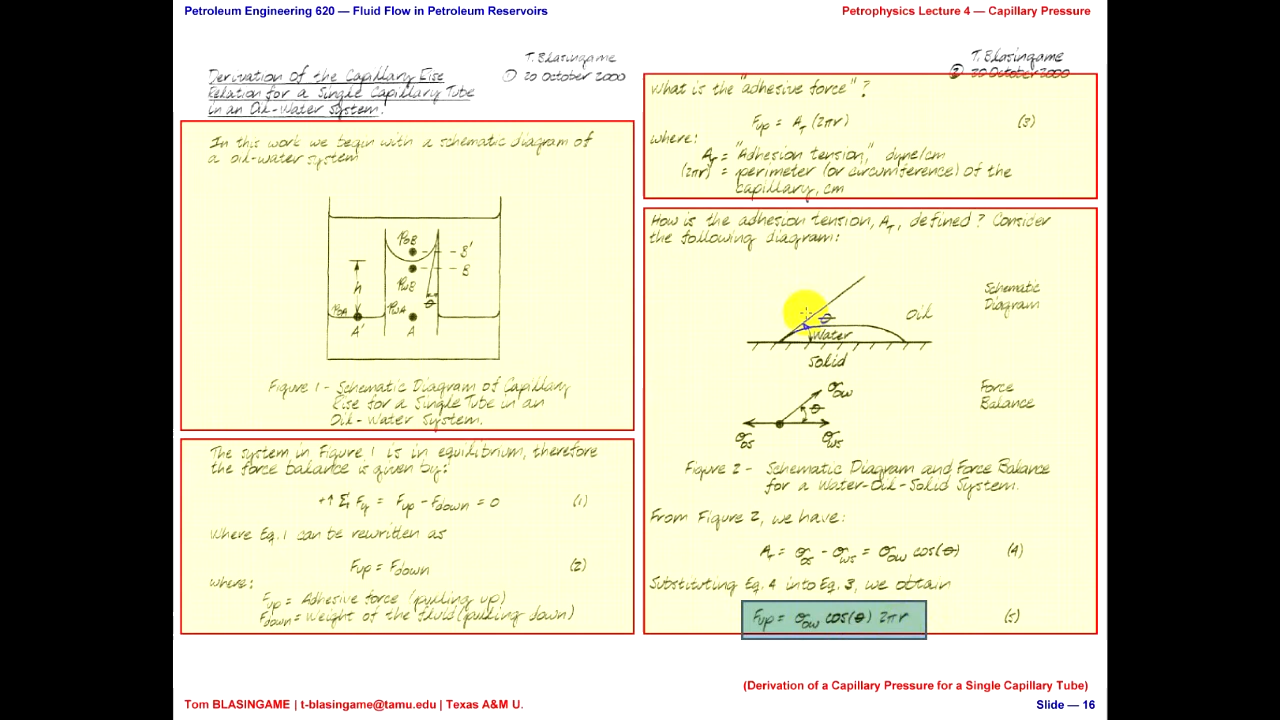 Petroleum Engineering 620 — Fluid Flow in Petroleum Reservoirs
Petrophysics Lecture 4 — Capillary Pressure
T. Blasingame
① 20 October 2000
Derivation of the Capillary Rise
Relation for a Single Capillary Tube
in an Oil-Water System.
In this work we begin with a schematic diagram of
a oil-water system
PoB
B'
B
PwB
h
θ
PoA
PwA
A'
A
Figure 1 - Schematic Diagram of Capillary
Rise for a Single Tube in an
Oil-Water System.
The system in Figure 1 is in equilibrium, therefore
the force balance is given by:
+↑ Σ Fy = Fup - Fdown = 0 (1)
Where Eq. 1 can be rewritten as
Fup = Fdown (2)
where:
Fup = Adhesive force (pulling up)
Fdown = Weight of the fluid (pulling down)
T. Blasingame
② 20 October 2000
What is the "adhesive force"?
Fup = AT (2πr) (3)
where:
AT = "Adhesion tension," dyne/cm
(2πr) = perimeter (or circumference) of the
capillary, cm
How is the adhesion tension, AT, defined? Consider
the following diagram:
Schematic
Diagram
Oil
θ
Water
Solid
σow
Force
Balance
θ
σos
σws
Figure 2 - Schematic Diagram and Force Balance
for a Water-Oil-Solid System.
From Figure 2, we have:
AT = σos - σws = σow cos(θ) (4)
Substituting Eq. 4 into Eq. 3, we obtain
Fup = σow cos(θ) 2πr (5)
(Derivation of a Capillary Pressure for a Single Capillary Tube)
Tom BLASINGAME | t-blasingame@tamu.edu | Texas A&M U.
Slide — 16